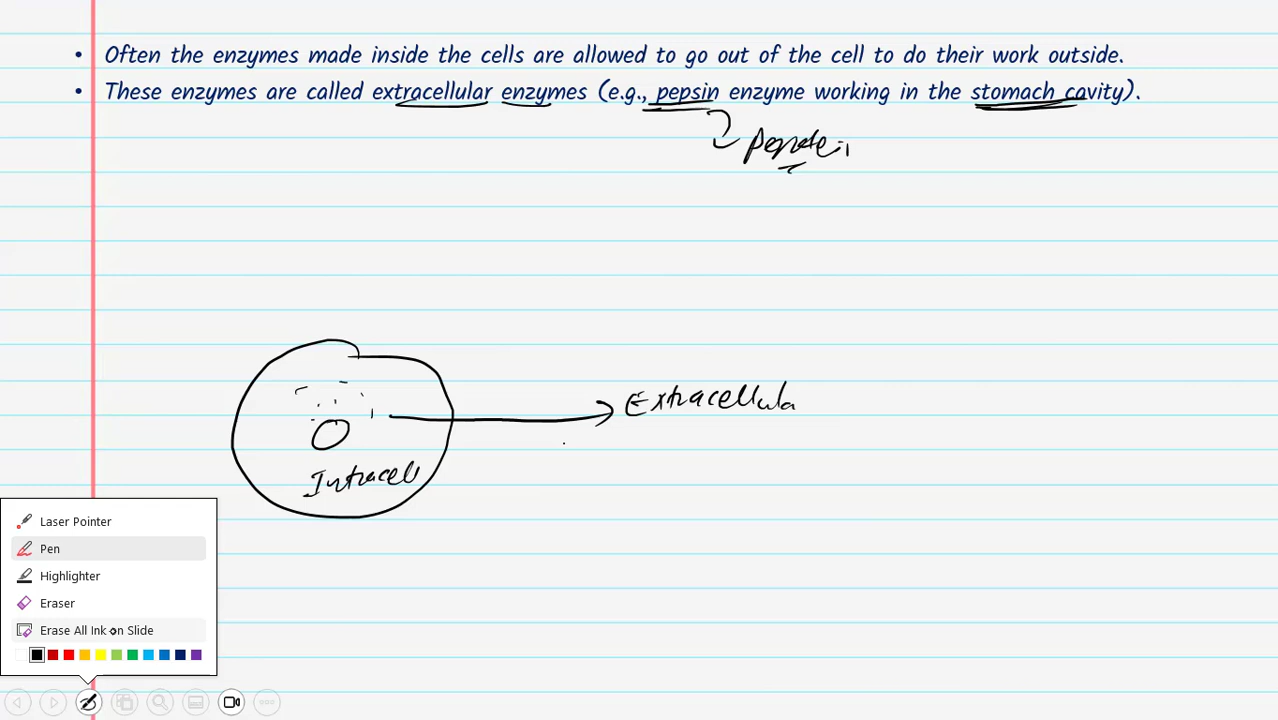 • Often the enzymes made inside the cells are allowed to go out of the cell to do their work outside.
• These enzymes are called extracellular enzymes (e.g., pepsin enzyme working in the stomach cavity).
Extracellula
Intracell
Laser Pointer
Pen
Highlighter
Eraser
Erase All Ink on Slide